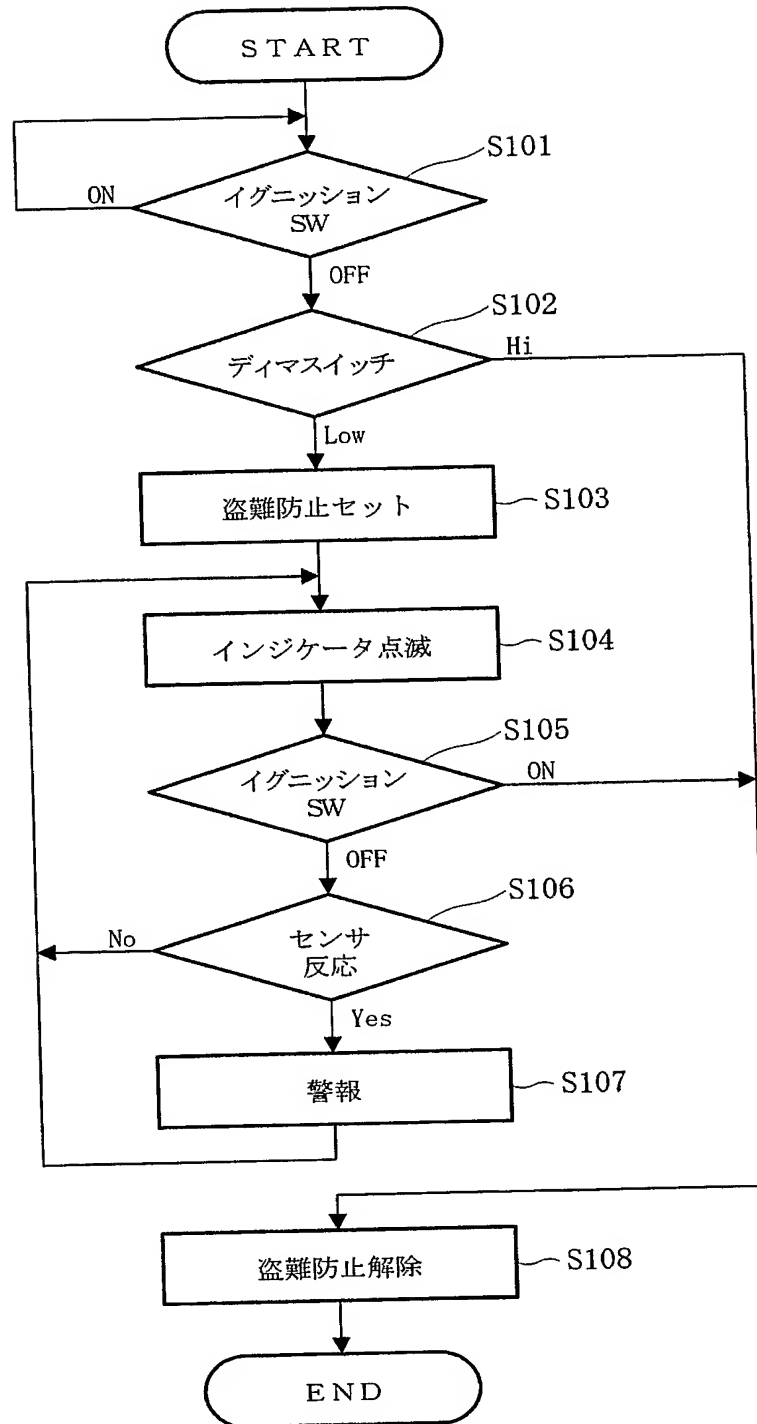 START
S101
ON
イグニッション
SW
OFF
S102
ディマスイッチ
Hi
Low
盗難防止セット
S103
インジケータ点滅
S104
S105
イグニッション
SW
ON
OFF
S106
No
センサ
反応
Yes
警報
S107
盗難防止解除
S108
END